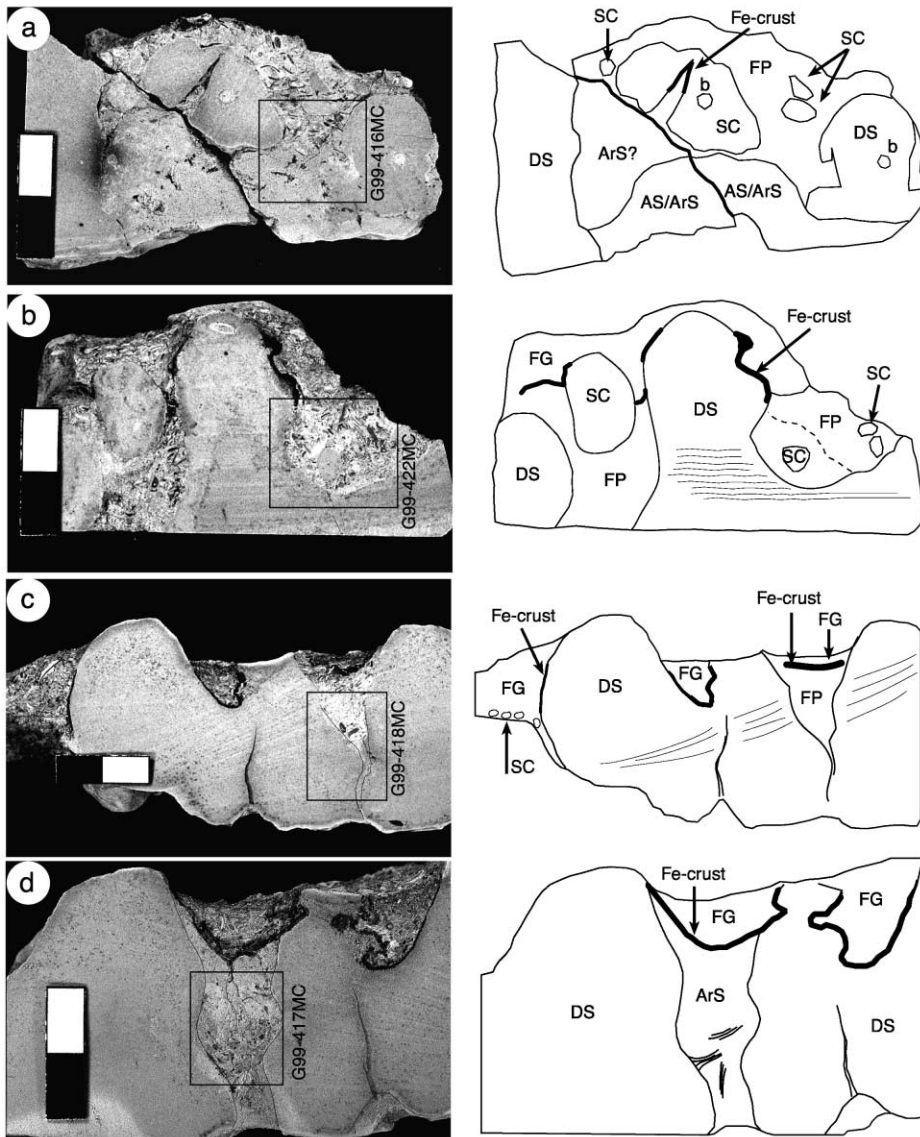 a
G99-416MC
SC
Fe-crust
SC
FP
b
SC
DS
b
DS
ArS?
AS/ArS
AS/ArS
b
G99-422MC
Fe-crust
FG
SC
SC
DS
FP
SC
DS
FP
c
G99-418MC
Fe-crust
Fe-crust
FG
FG
DS
FG
FP
SC
d
G99-417MC
Fe-crust
FG
FG
ArS
DS
DS